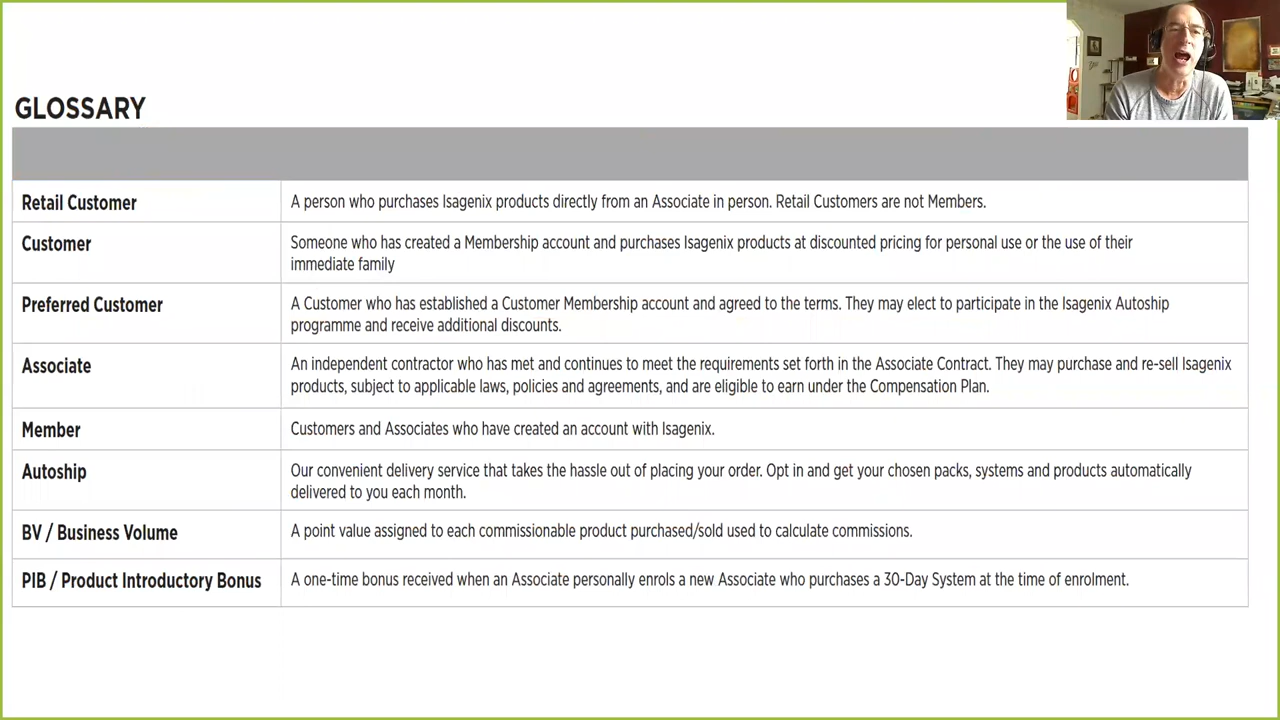 GLOSSARY
Retail Customer
A person who purchases Isagenix products directly from an Associate in person. Retail Customers are not Members.
Customer
Someone who has created a Membership account and purchases Isagenix products at discounted pricing for personal use or the use of their
immediate family
Preferred Customer
A Customer who has established a Customer Membership account and agreed to the terms. They may elect to participate in the Isagenix Autoship
programme and receive additional discounts.
Associate
An independent contractor who has met and continues to meet the requirements set forth in the Associate Contract. They may purchase and re-sell Isagenix
products, subject to applicable laws, policies and agreements, and are eligible to earn under the Compensation Plan.
Member
Customers and Associates who have created an account with Isagenix.
Autoship
Our convenient delivery service that takes the hassle out of placing your order. Opt in and get your chosen packs, systems and products automatically
delivered to you each month.
BV / Business Volume
A point value assigned to each commissionable product purchased/sold used to calculate commissions.
PIB / Product Introductory Bonus
A one-time bonus received when an Associate personally enrols a new Associate who purchases a 30-Day System at the time of enrolment.